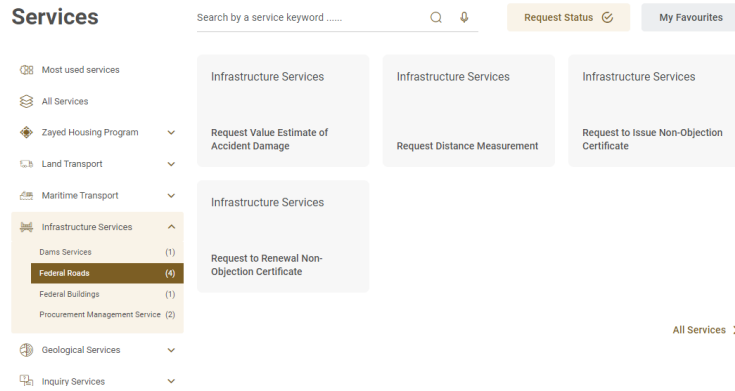 Services
Search by a service keyword ......
Request Status
My Favourites
Most used services
All Services
Zayed Housing Program
Land Transport
Maritime Transport
Infrastructure Services
Dams Services (1)
Federal Roads (4)
Federal Buildings (1)
Procurement Management Service (2)
Geological Services
Inquiry Services
Infrastructure Services
Request Value Estimate of
Accident Damage
Infrastructure Services
Request Distance Measurement
Infrastructure Services
Request to Issue Non-Objection
Certificate
Infrastructure Services
Request to Renewal Non-
Objection Certificate
All Services